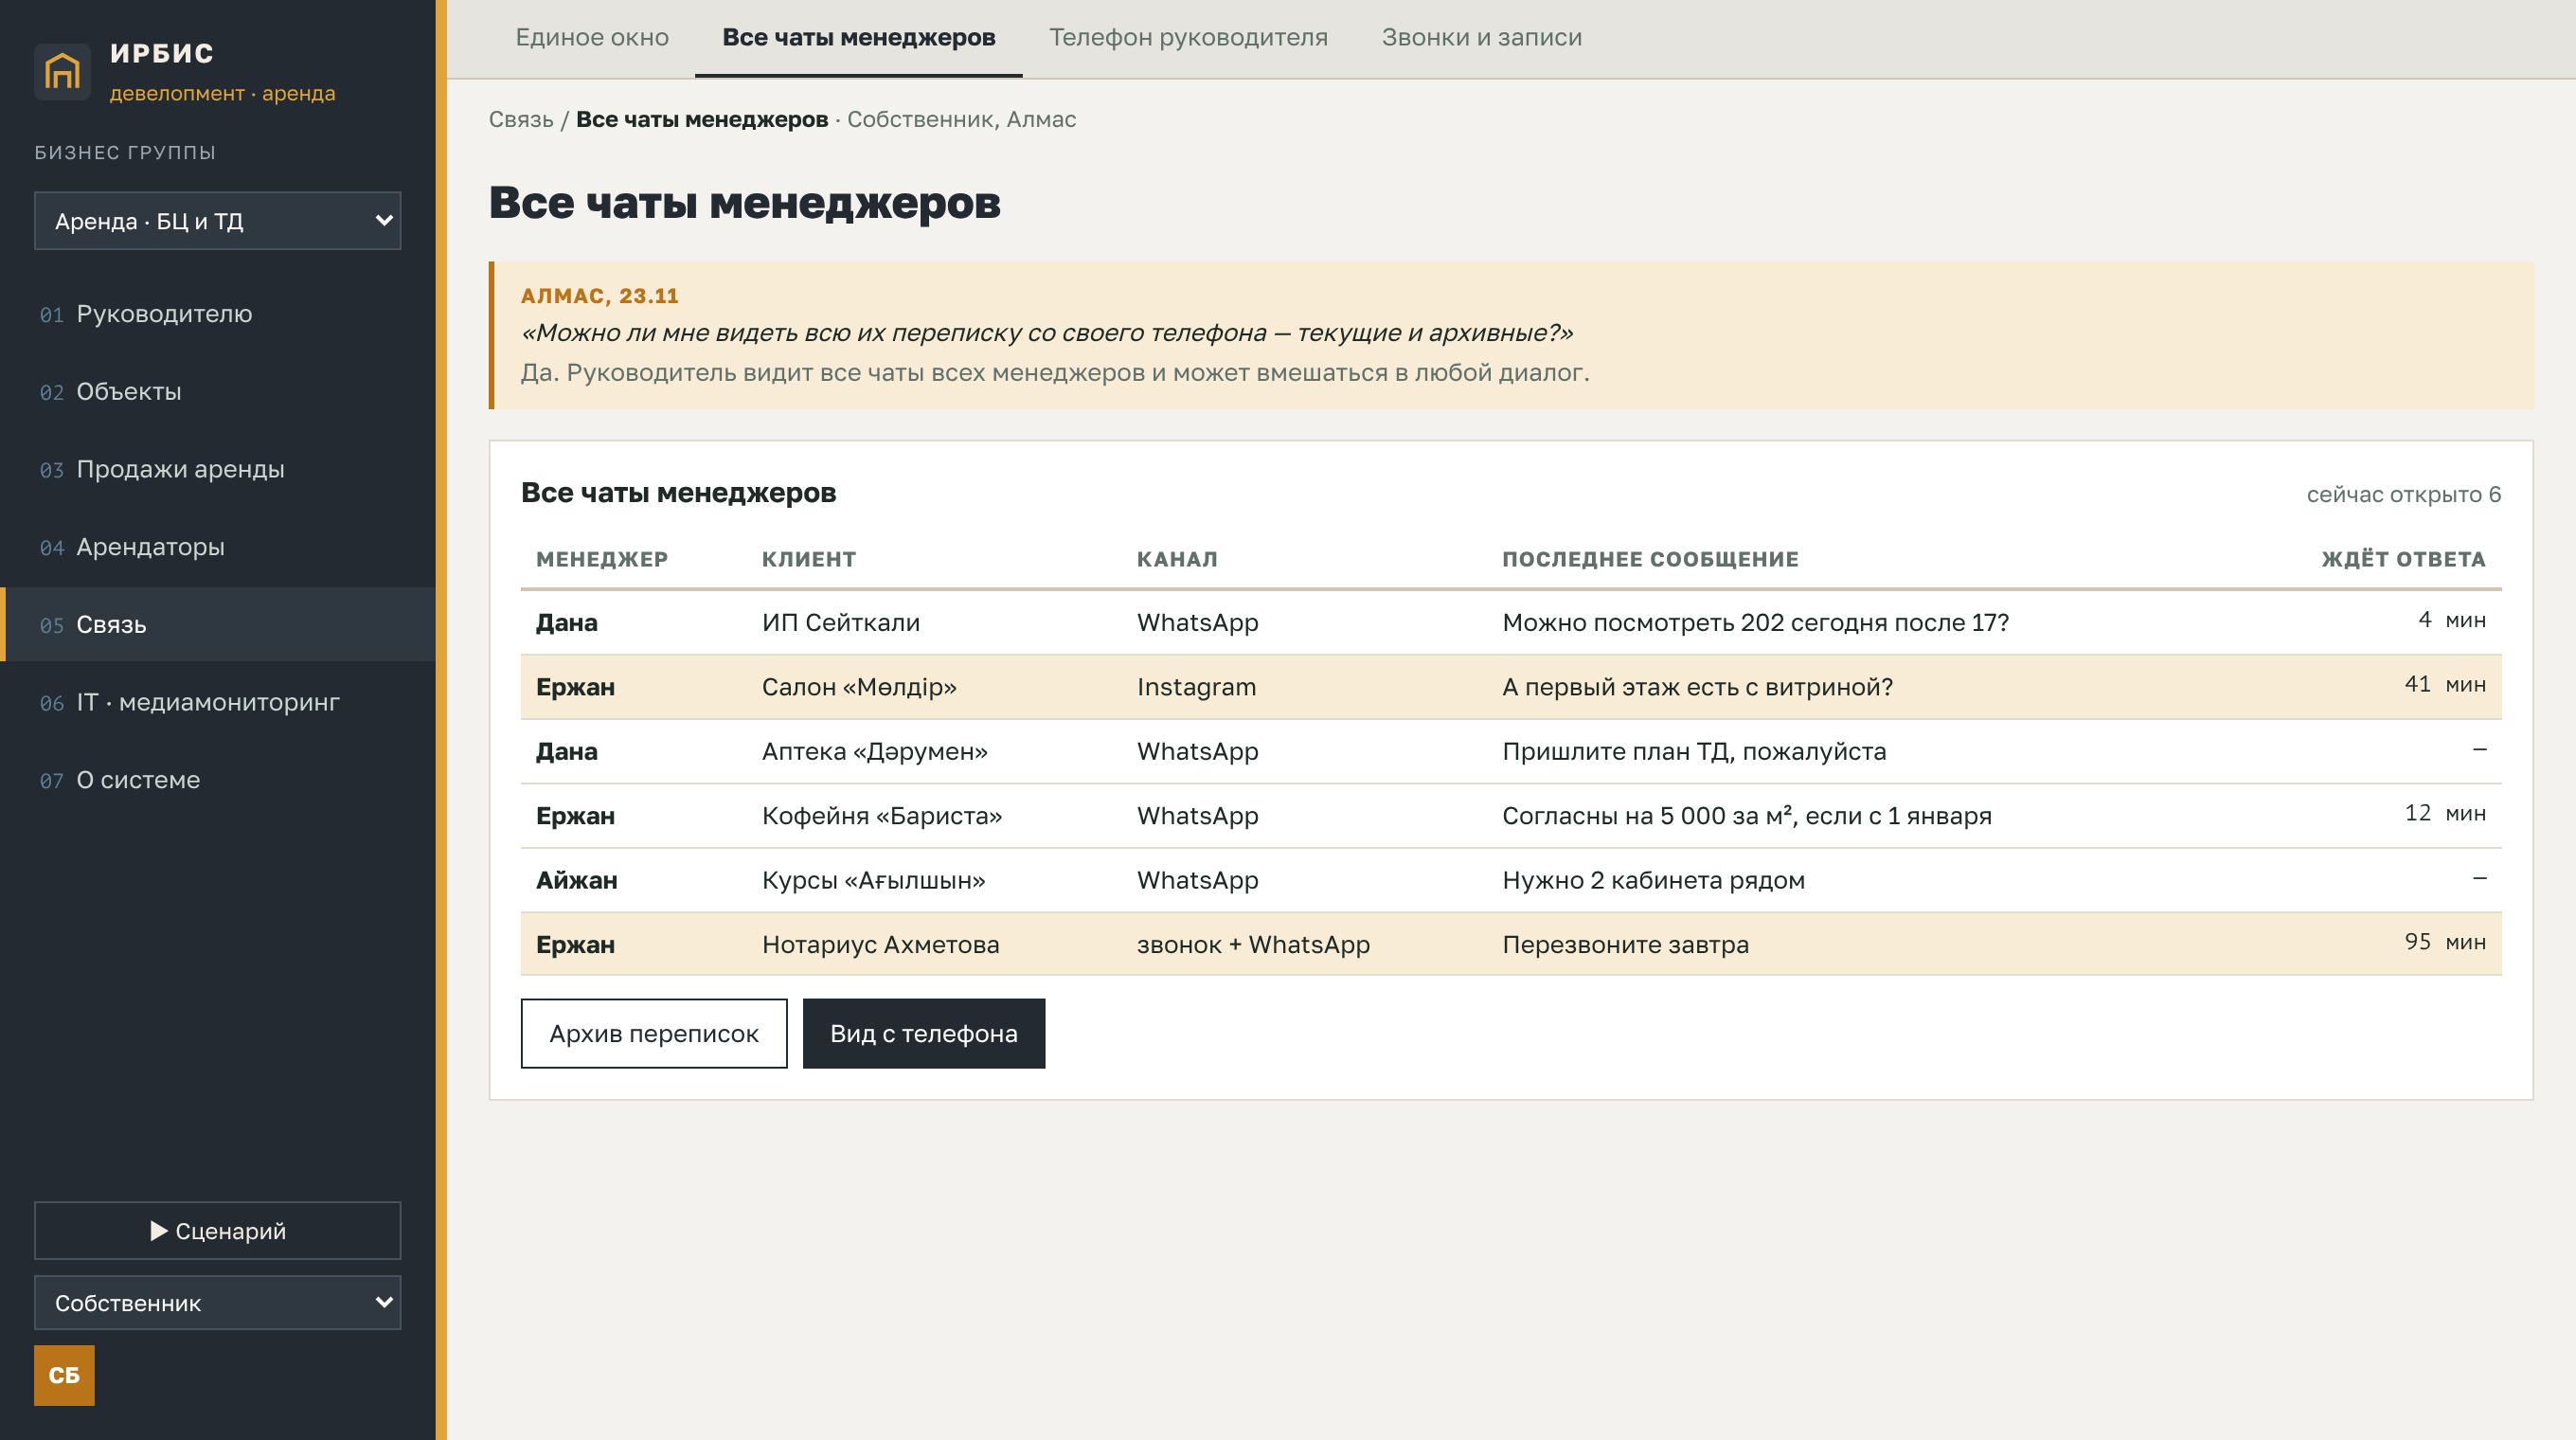 ИРБИС
девелопмент · аренда
БИЗНЕС ГРУППЫ
Аренда · БЦ и ТД
01 Руководителю
02 Объекты
03 Продажи аренды
04 Арендаторы
05 Связь
06 IT · медиамониторинг
07 О системе
▶ Сценарий
Собственник
СБ
Единое окно Все чаты менеджеров Телефон руководителя Звонки и записи
Связь / Все чаты менеджеров · Собственник, Алмас
Все чаты менеджеров
АЛМАС, 23.11
«Можно ли мне видеть всю их переписку со своего телефона — текущие и архивные?»
Да. Руководитель видит все чаты всех менеджеров и может вмешаться в любой диалог.
Все чаты менеджеров сейчас открыто 6
МЕНЕДЖЕР КЛИЕНТ КАНАЛ ПОСЛЕДНЕЕ СООБЩЕНИЕ ЖДЁТ ОТВЕТА
Дана ИП Сейткали WhatsApp Можно посмотреть 202 сегодня после 17? 4 мин
Ержан Салон «Мөлдір» Instagram А первый этаж есть с витриной? 41 мин
Дана Аптека «Дәрумен» WhatsApp Пришлите план ТД, пожалуйста —
Ержан Кофейня «Бариста» WhatsApp Согласны на 5 000 за м², если с 1 января 12 мин
Айжан Курсы «Ағылшын» WhatsApp Нужно 2 кабинета рядом —
Ержан Нотариус Ахметова звонок + WhatsApp Перезвоните завтра 95 мин
Архив переписок Вид с телефона